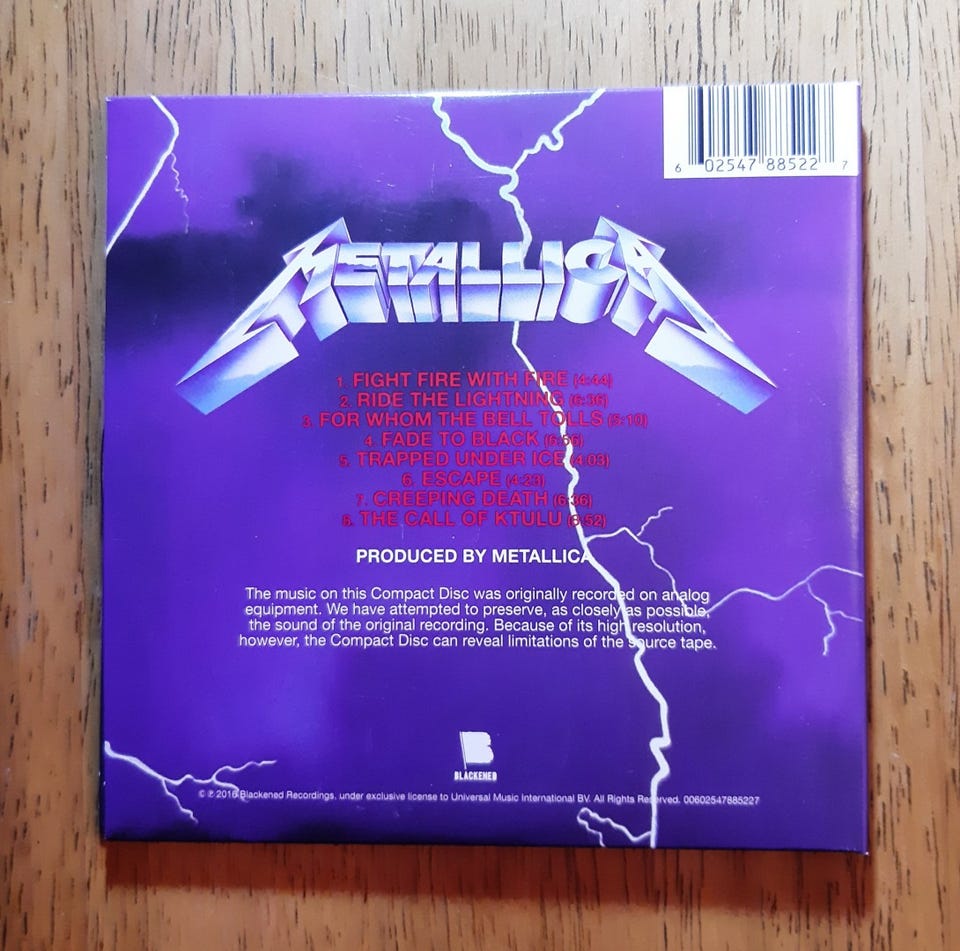 6 02547 88522 7
METALLICA
1. FIGHT FIRE WITH FIRE (4:44)
2. RIDE THE LIGHTNING (6:36)
3. FOR WHOM THE BELL TOLLS (5:10)
4. FADE TO BLACK (6:56)
5. TRAPPED UNDER ICE (4:03)
6. ESCAPE (4:23)
7. CREEPING DEATH (6:36)
8. THE CALL OF KTULU (8:52)
PRODUCED BY METALLICA
The music on this Compact Disc was originally recorded on analog
equipment. We have attempted to preserve, as closely as possible,
the sound of the original recording. Because of its high resolution,
however, the Compact Disc can reveal limitations of the source tape.
B
BLACKENED
© ℗ 2016 Blackened Recordings, under exclusive license to Universal Music International BV. All Rights Reserved. 00602547885227